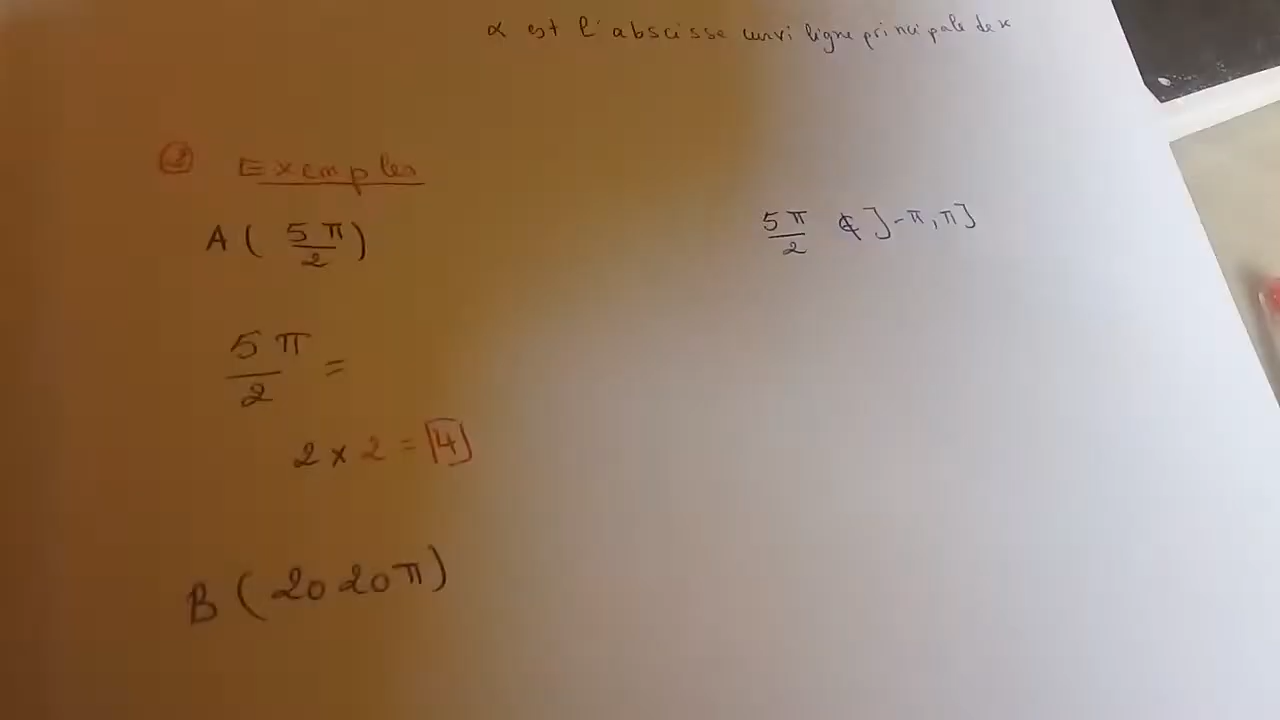 α est l'abscisse curviligne principale de x
② Exemples
A ( 5π/2 )
5π/2 ∉ ]-π, π]
5π/2 =
2 × 2 = 4
B ( 2020π )